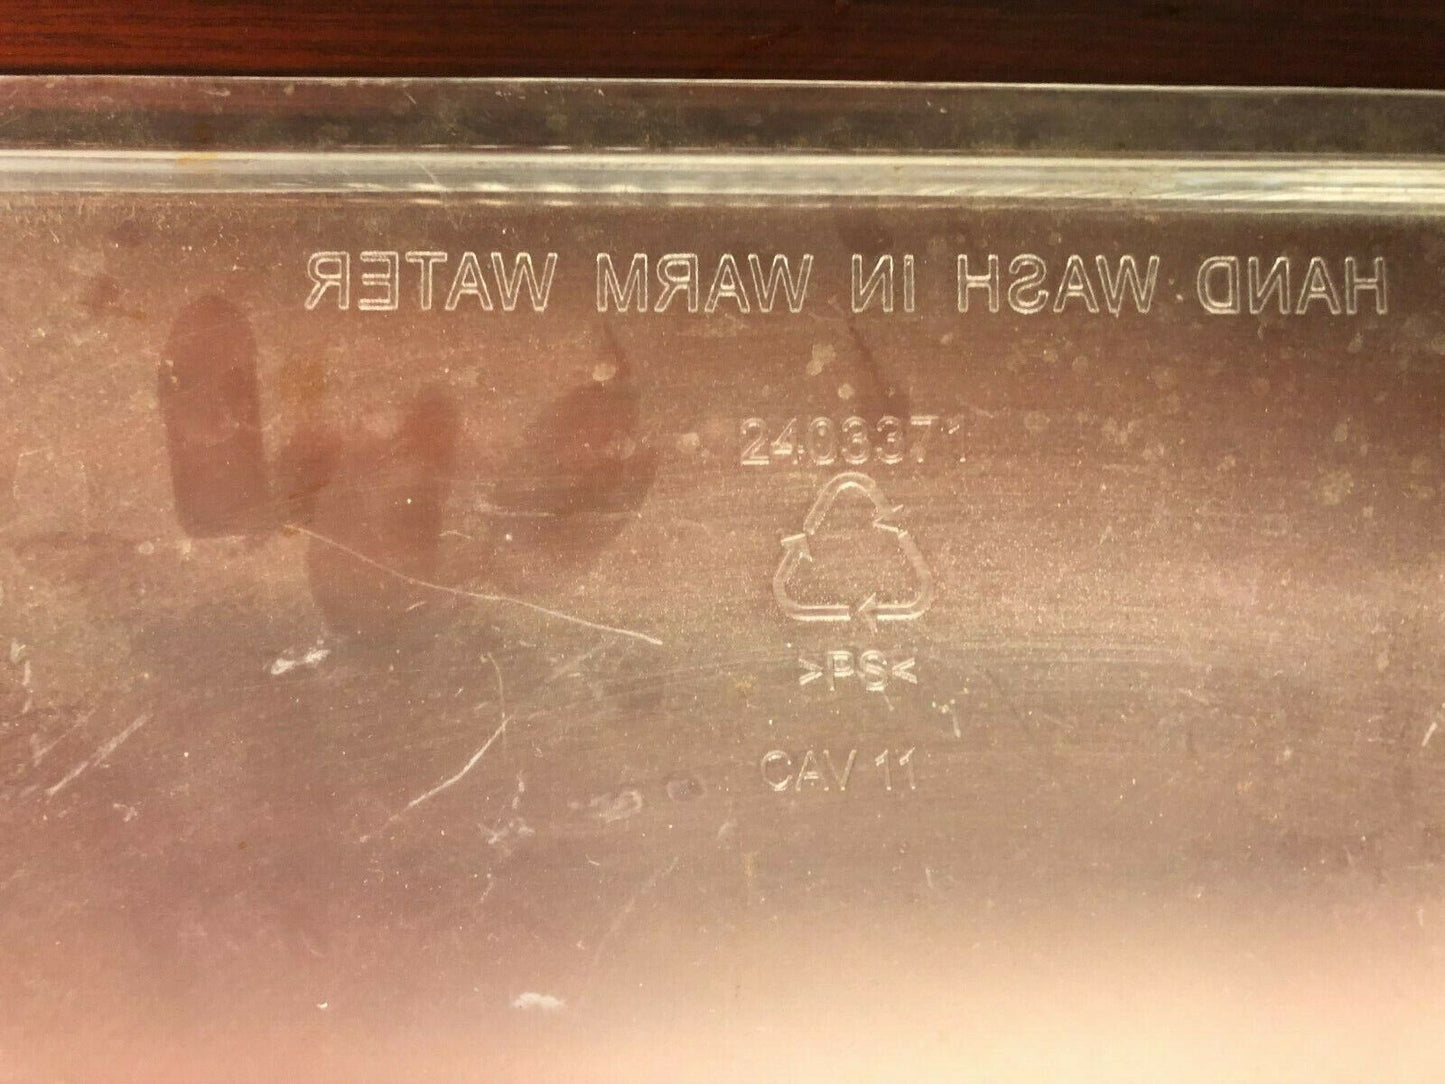 HAND WASH IN WARM WATER
2403371
>PS<
CAV 11